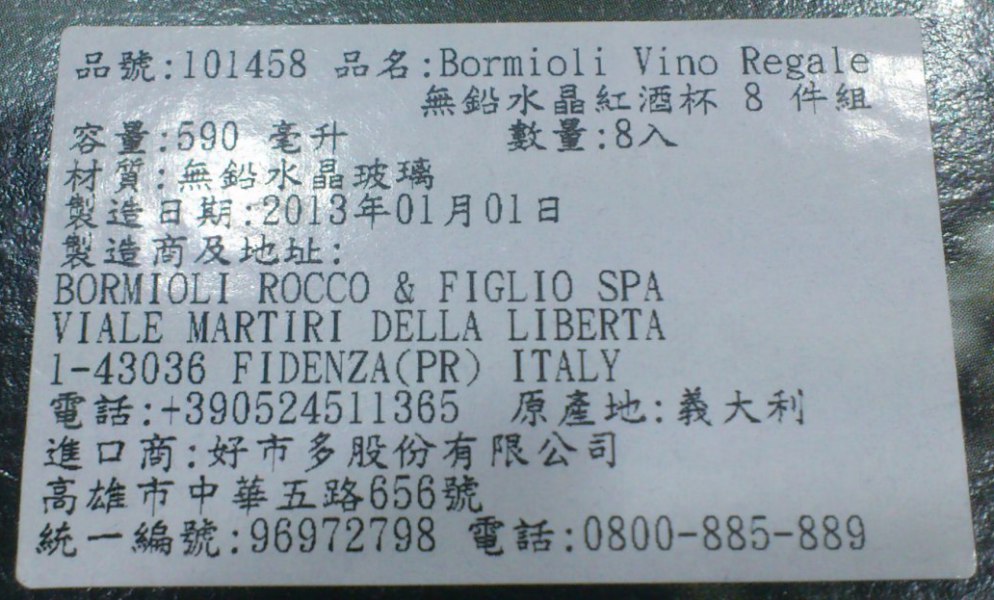 品號:101458 品名:Bormioli Vino Regale
無鉛水晶紅酒杯 8 件組
容量:590 毫升 數量:8入
材質:無鉛水晶玻璃
製造日期:2013年01月01日
製造商及地址:
BORMIOLI ROCCO & FIGLIO SPA
VIALE MARTIRI DELLA LIBERTA
1-43036 FIDENZA(PR) ITALY
電話:+390524511365 原產地:義大利
進口商:好市多股份有限公司
高雄市中華五路656號
統一編號:96972798 電話:0800-885-889